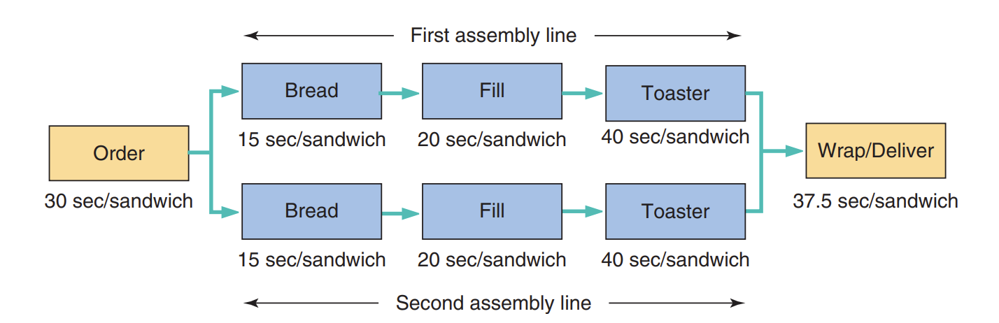 First assembly line
Bread
Fill
Toaster
15 sec/sandwich
20 sec/sandwich
40 sec/sandwich
Order
30 sec/sandwich
Wrap/Deliver
37.5 sec/sandwich
Bread
Fill
Toaster
15 sec/sandwich
20 sec/sandwich
40 sec/sandwich
Second assembly line